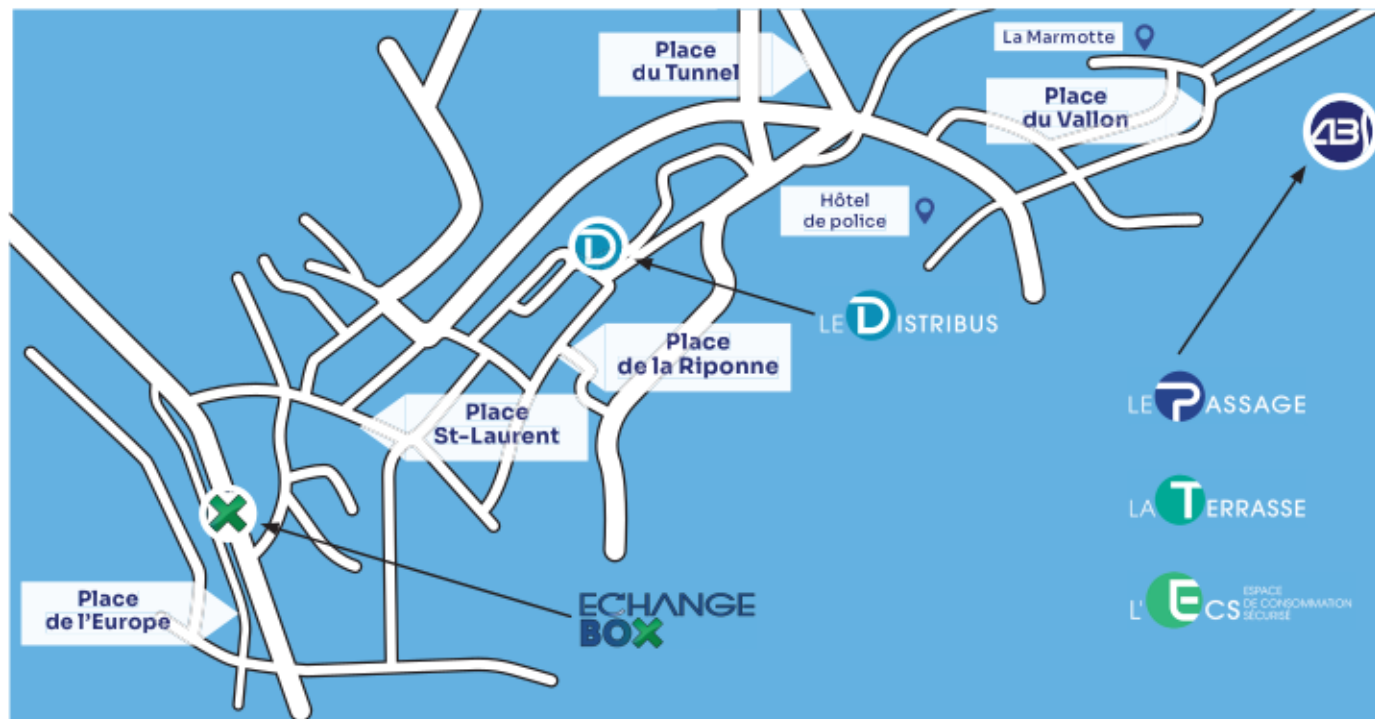 La Marmotte
Place
du Tunnel
Place
du Vallon
AB
Hôtel
de police
D
LE DISTRIBUS
Place
de la Riponne
LE PASSAGE
Place
St-Laurent
LA TERRASSE
Place
de l'Europe
ECHANGE
BOX
L'ECS
ESPACE
DE CONSOMMATION
SÉCURISÉ